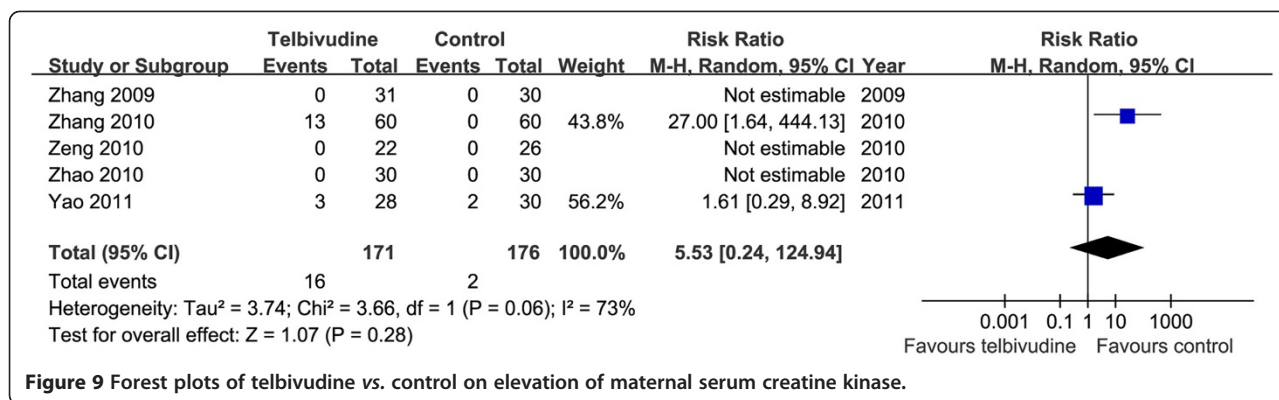 Telbivudine Control Risk Ratio Risk Ratio
Study or Subgroup Events Total Events Total Weight M-H, Random, 95% CI Year M-H, Random, 95% CI
Zhang 2009 0 31 0 30 Not estimable 2009
Zhang 2010 13 60 0 60 43.8% 27.00 [1.64, 444.13] 2010
Zeng 2010 0 22 0 26 Not estimable 2010
Zhao 2010 0 30 0 30 Not estimable 2010
Yao 2011 3 28 2 30 56.2% 1.61 [0.29, 8.92] 2011
Total (95% CI) 171 176 100.0% 5.53 [0.24, 124.94]
Total events 16 2
Heterogeneity: Tau² = 3.74; Chi² = 3.66, df = 1 (P = 0.06); I² = 73%
Test for overall effect: Z = 1.07 (P = 0.28)
0.001 0.1 1 10 1000
Favours telbivudine Favours control
Figure 9 Forest plots of telbivudine vs. control on elevation of maternal serum creatine kinase.